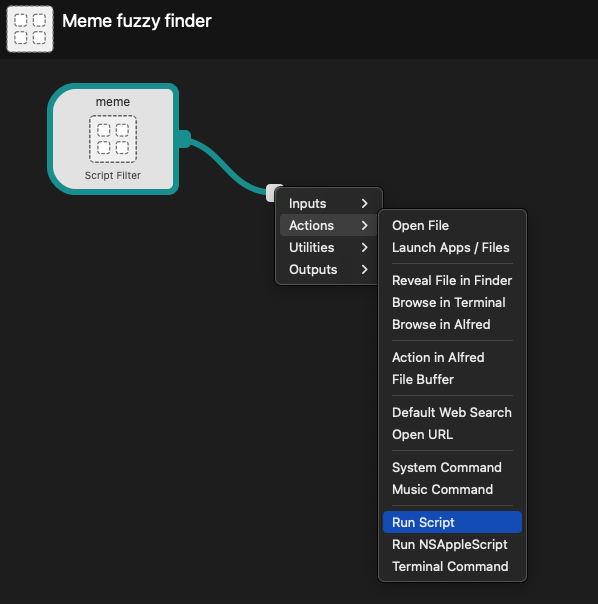 Meme fuzzy finder
meme
Script Filter
Inputs
Actions
Utilities
Outputs
Open File
Launch Apps / Files
Reveal File in Finder
Browse in Terminal
Browse in Alfred
Action in Alfred
File Buffer
Default Web Search
Open URL
System Command
Music Command
Run Script
Run NSAppleScript
Terminal Command